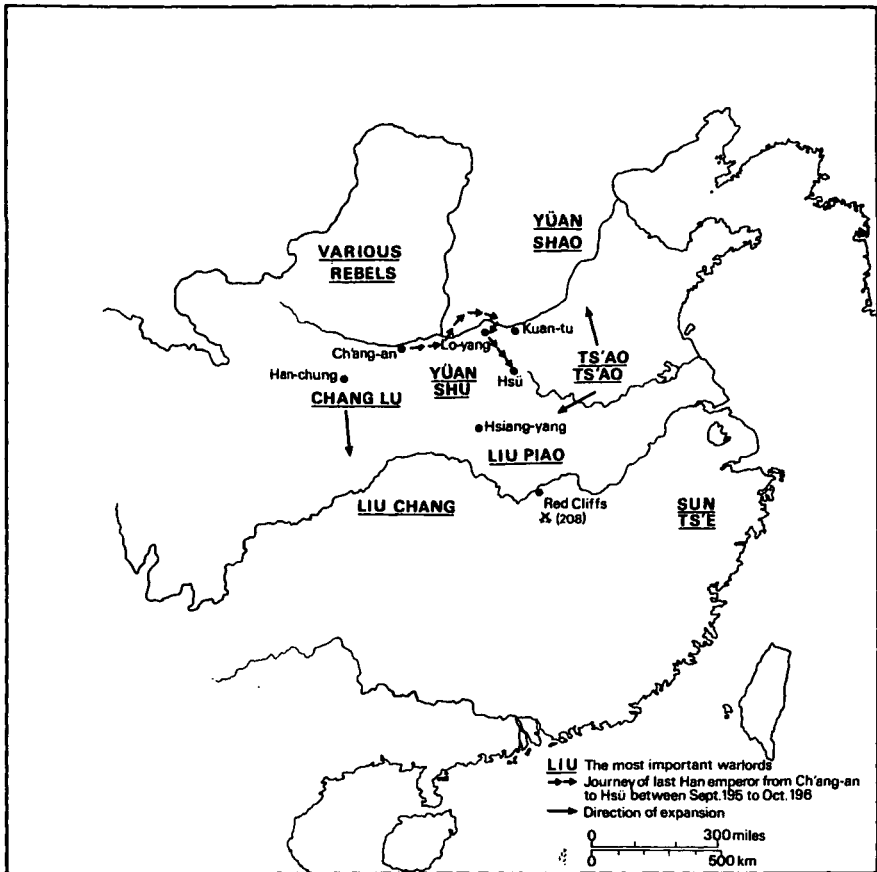 YÜAN
SHAO
VARIOUS
REBELS
Kuan-tu
Lo-yang
Ch'ang-an
TS'AO
TS'AO
YÜAN
SHU
Hsü
Han-chung
CHANG LU
Hsiang-yang
LIU PIAO
LIU CHANG
Red Cliffs
(208)
SUN
TS'E
LIU The most important warlords
Journey of last Han emperor from Ch'ang-an
to Hsü between Sept.195 to Oct.196
Direction of expansion
0 300 miles
0 500 km